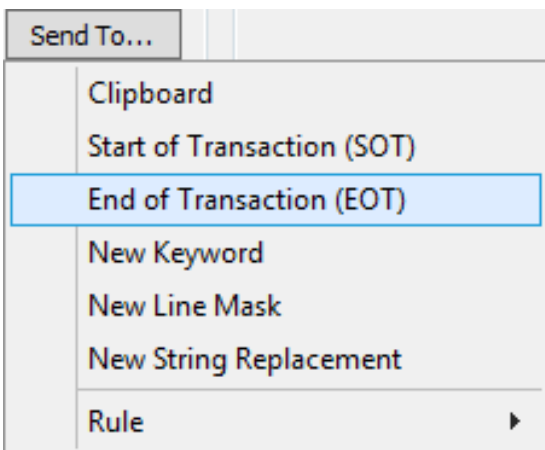 Send To...
Clipboard
Start of Transaction (SOT)
End of Transaction (EOT)
New Keyword
New Line Mask
New String Replacement
Rule